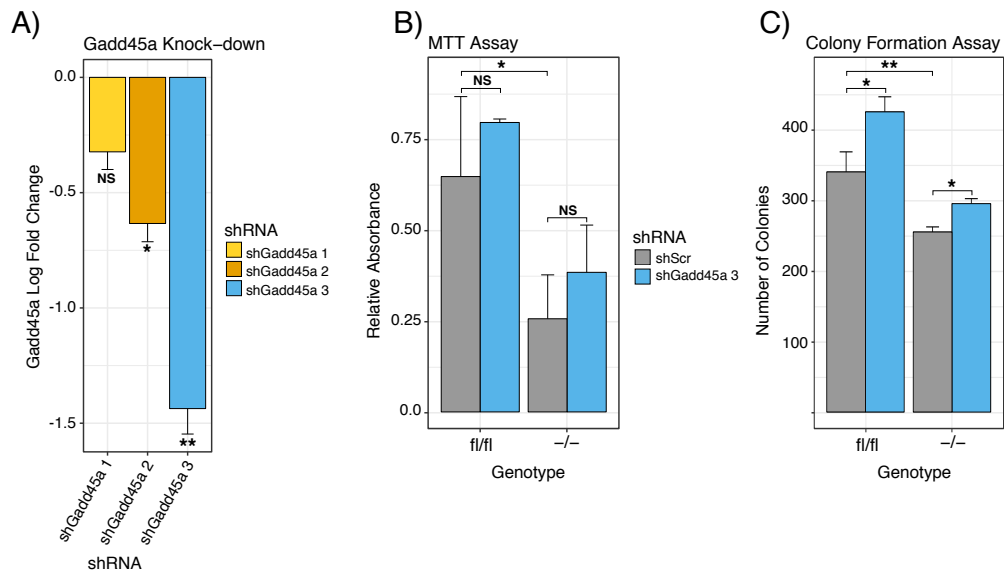 A)
Gadd45a Knock–down
Gadd45a Log Fold Change
0.0
-0.5
-1.0
-1.5
NS
*
**
shGadd45a 1
shGadd45a 2
shGadd45a 3
shRNA
shRNA
shGadd45a 1
shGadd45a 2
shGadd45a 3
B)
MTT Assay
Relative Absorbance
0.75
0.50
0.25
0.0
*
NS
NS
fl/fl
–/–
Genotype
shRNA
shScr
shGadd45a 3
C)
Colony Formation Assay
Number of Colonies
400
300
200
100
**
*
*
fl/fl
–/–
Genotype